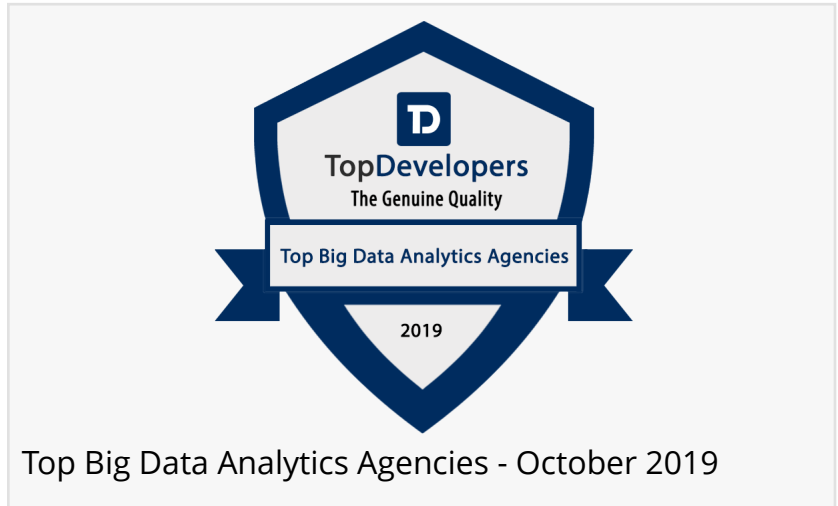 TD
TopDevelopers
The Genuine Quality
Top Big Data Analytics Agencies
2019
Top Big Data Analytics Agencies - October 2019